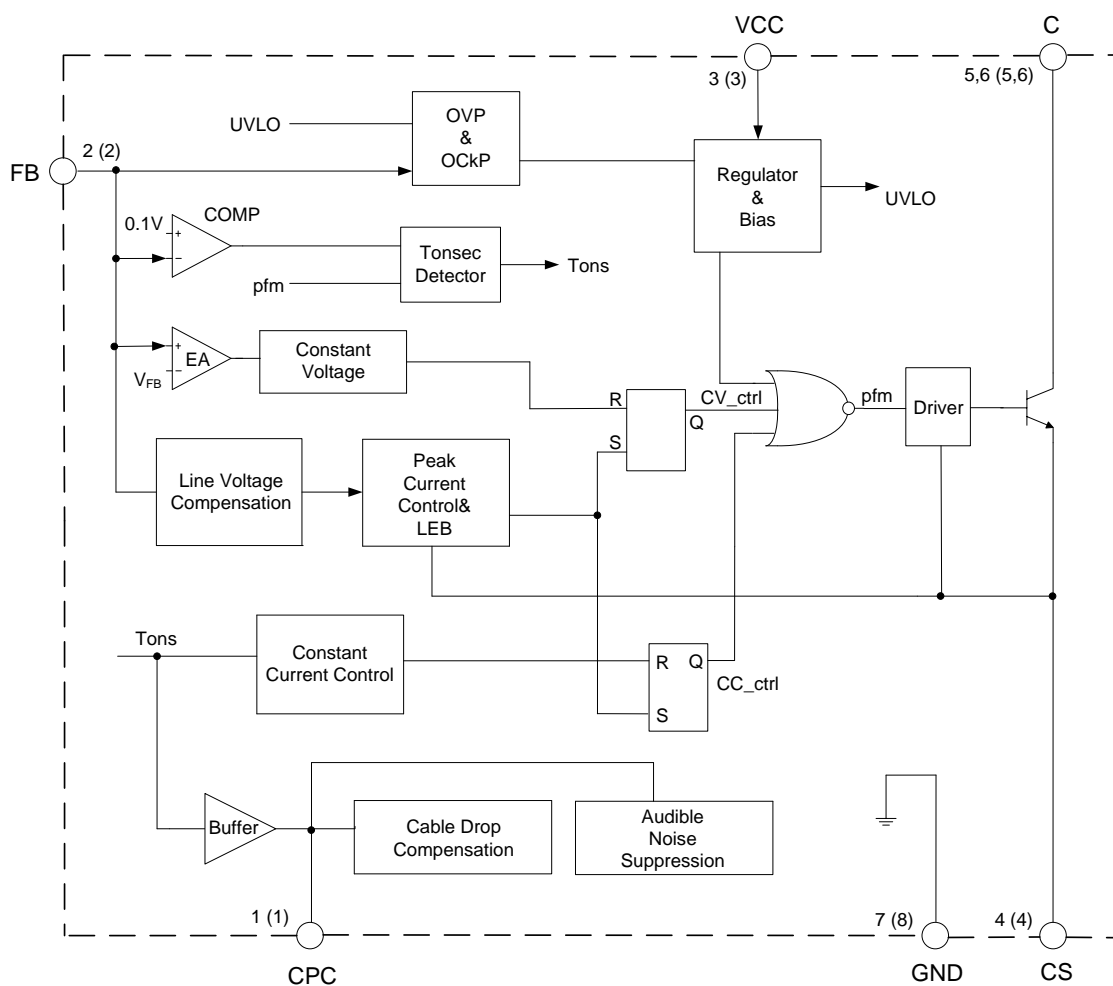 VCC
C
3 (3)
5,6 (5,6)
UVLO
OVP
&
OCkP
FB
2 (2)
Regulator
&
Bias
UVLO
0.1V
+
−
COMP
Tonsec
Detector
Tons
pfm
+
−
EA
VFB
Constant
Voltage
R
S
Q
CV_ctrl
pfm
Driver
Line Voltage
Compensation
Peak
Current
Control&
LEB
Tons
Constant
Current Control
R
Q
S
CC_ctrl
Buffer
Cable Drop
Compensation
Audible
Noise
Suppression
1 (1)
7 (8)
4 (4)
CPC
GND
CS